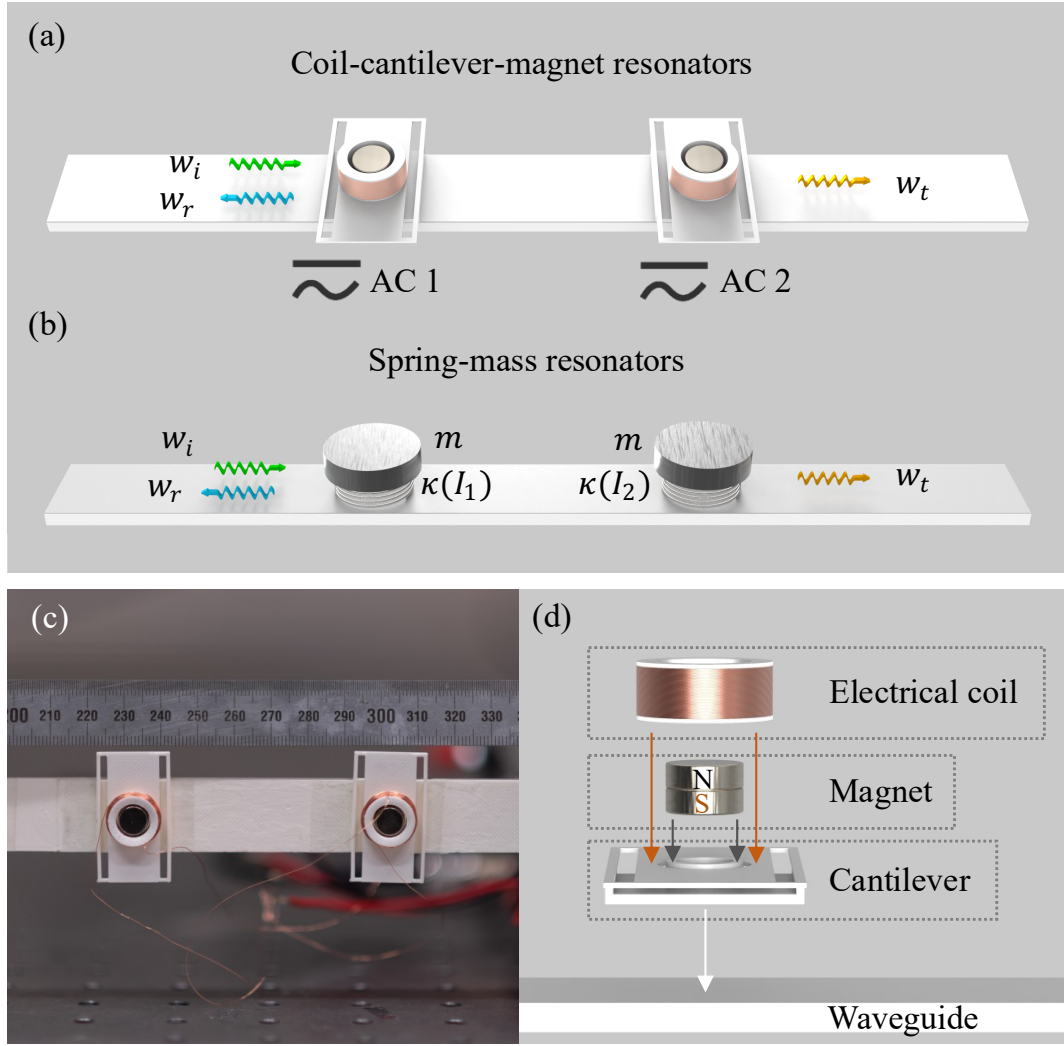 (a)
Coil-cantilever-magnet resonators
w_i
w_r
w_t
AC 1
AC 2
(b)
Spring-mass resonators
w_i
m
m
w_r
κ(I_1)
κ(I_2)
w_t
(c)
200 210 220 230 240 250 260 270 280 290 300 310 320 330
(d)
Electrical coil
N
S
Magnet
Cantilever
Waveguide